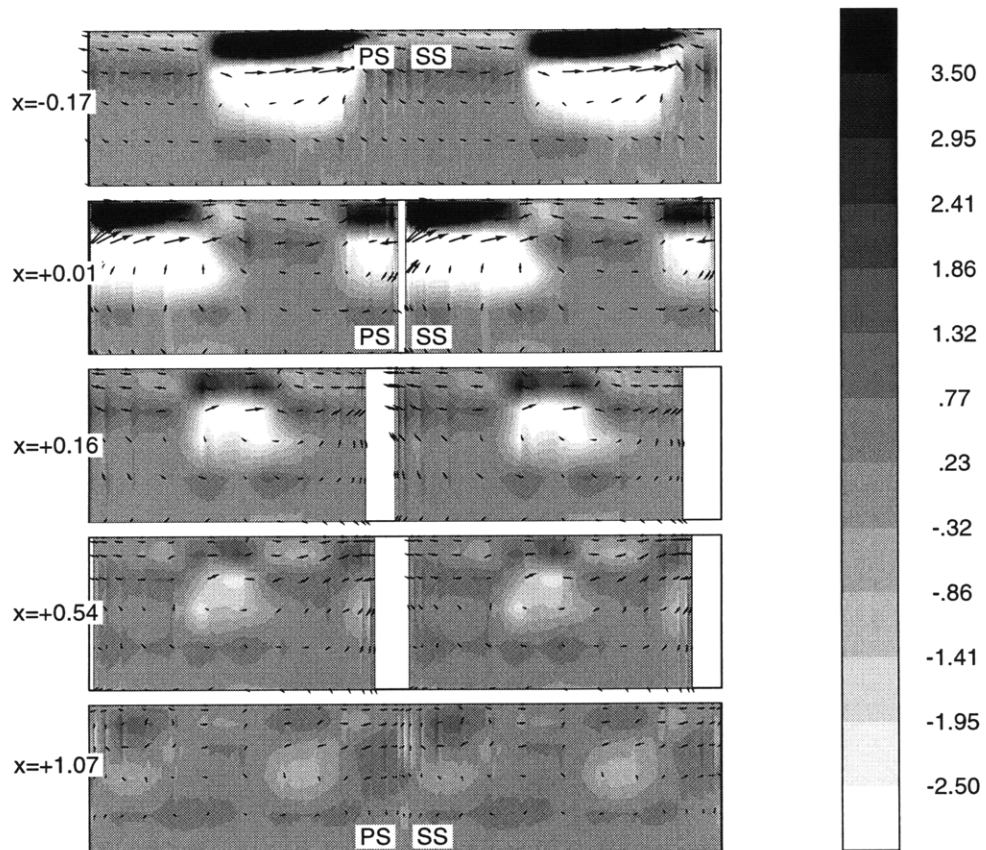 PS SS
x=-0.17
x=+0.01
PS SS
x=+0.16
x=+0.54
x=+1.07
PS SS
3.50
2.95
2.41
1.86
1.32
.77
.23
-.32
-.86
-1.41
-1.95
-2.50